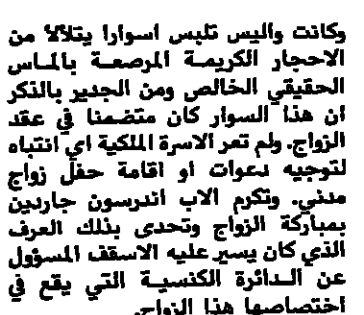 وكانت واليس تلبس اسوارا يتلألأ من
الاحجار الكريمة المرصعة بالماس
الحقيقي الخالص ومن الجدير بالذكر
ان هذا السوار كان متضمنا في عقد
الزواج. ولم تعر الاسرة الملكية اي انتباه
لتوجيه دعوات او اقامة حفل زواج
مدني. وتكرم الاب اندرسون جاردين
بمباركة الزواج وتحدى بذلك العرف
الذي كان يسير عليه الاسقف المسؤول
عن الدائرة الكنسية التي يقع في
اختصاصها هذا الزواج.